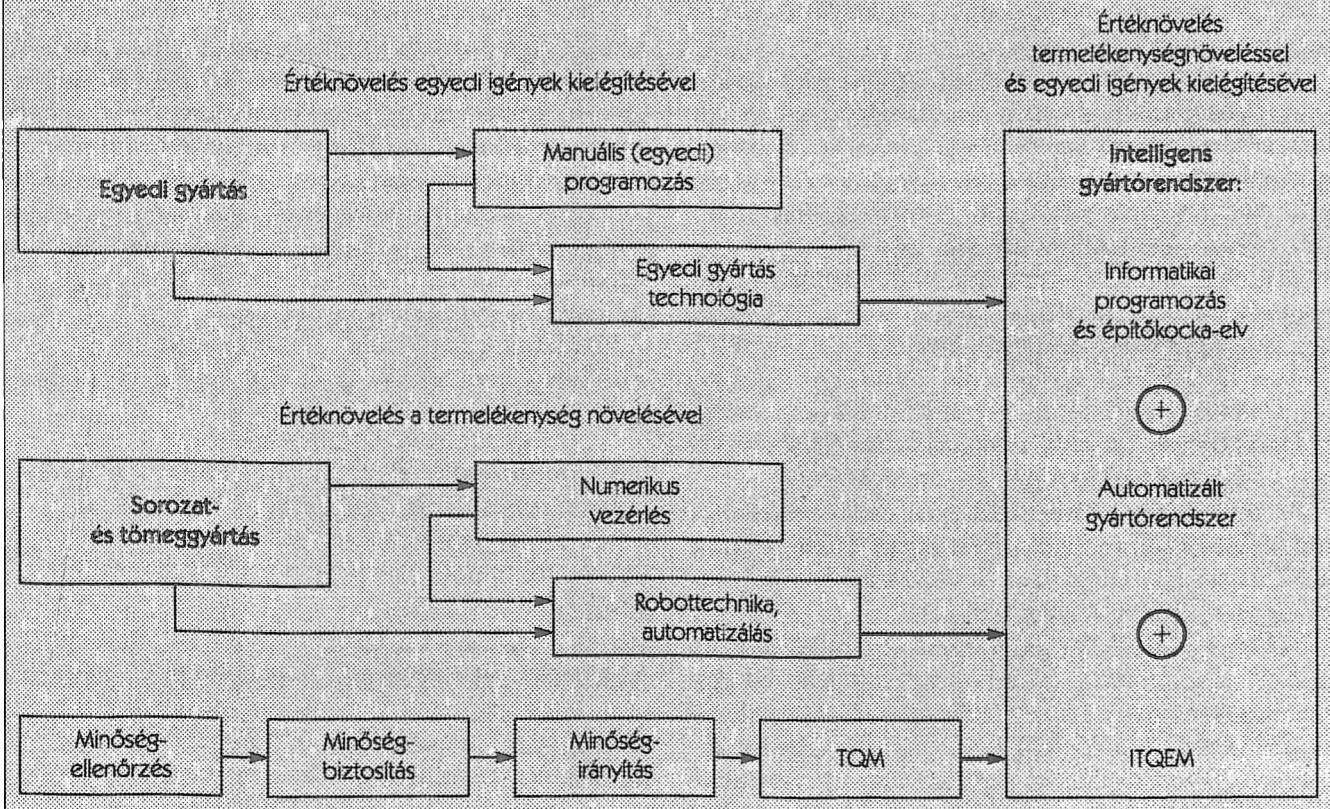 Értéknövelés
termelékenységnöveléssel
és egyedi igények kielégítésével
Értéknövelés egyedi igények kielégítésével
Egyedi gyártás
Manuális (egyedi)
programozás
Egyedi gyártás
technológia
Intelligens
gyártórendszer:
Informatikai
programozás
és építőkocka-elv
+
Automatizált
gyártórendszer
+
ITQEM
Értéknövelés a termelékenység növelésével
Sorozat-
és tömeggyártás
Numerikus
vezérlés
Robottechnika,
automatizálás
Minőség-
ellenőrzés
Minőség-
biztosítás
Minőség-
irányítás
TQM